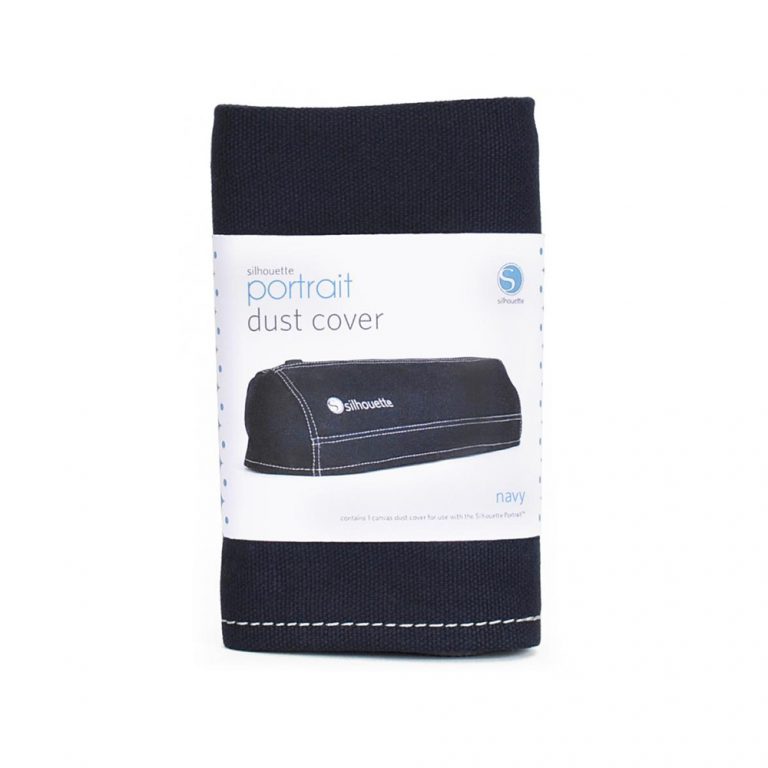 silhouette
portrait
dust cover
S
silhouette
S silhouette
navy
contains 1 canvas dust cover for use with the Silhouette Portrait™